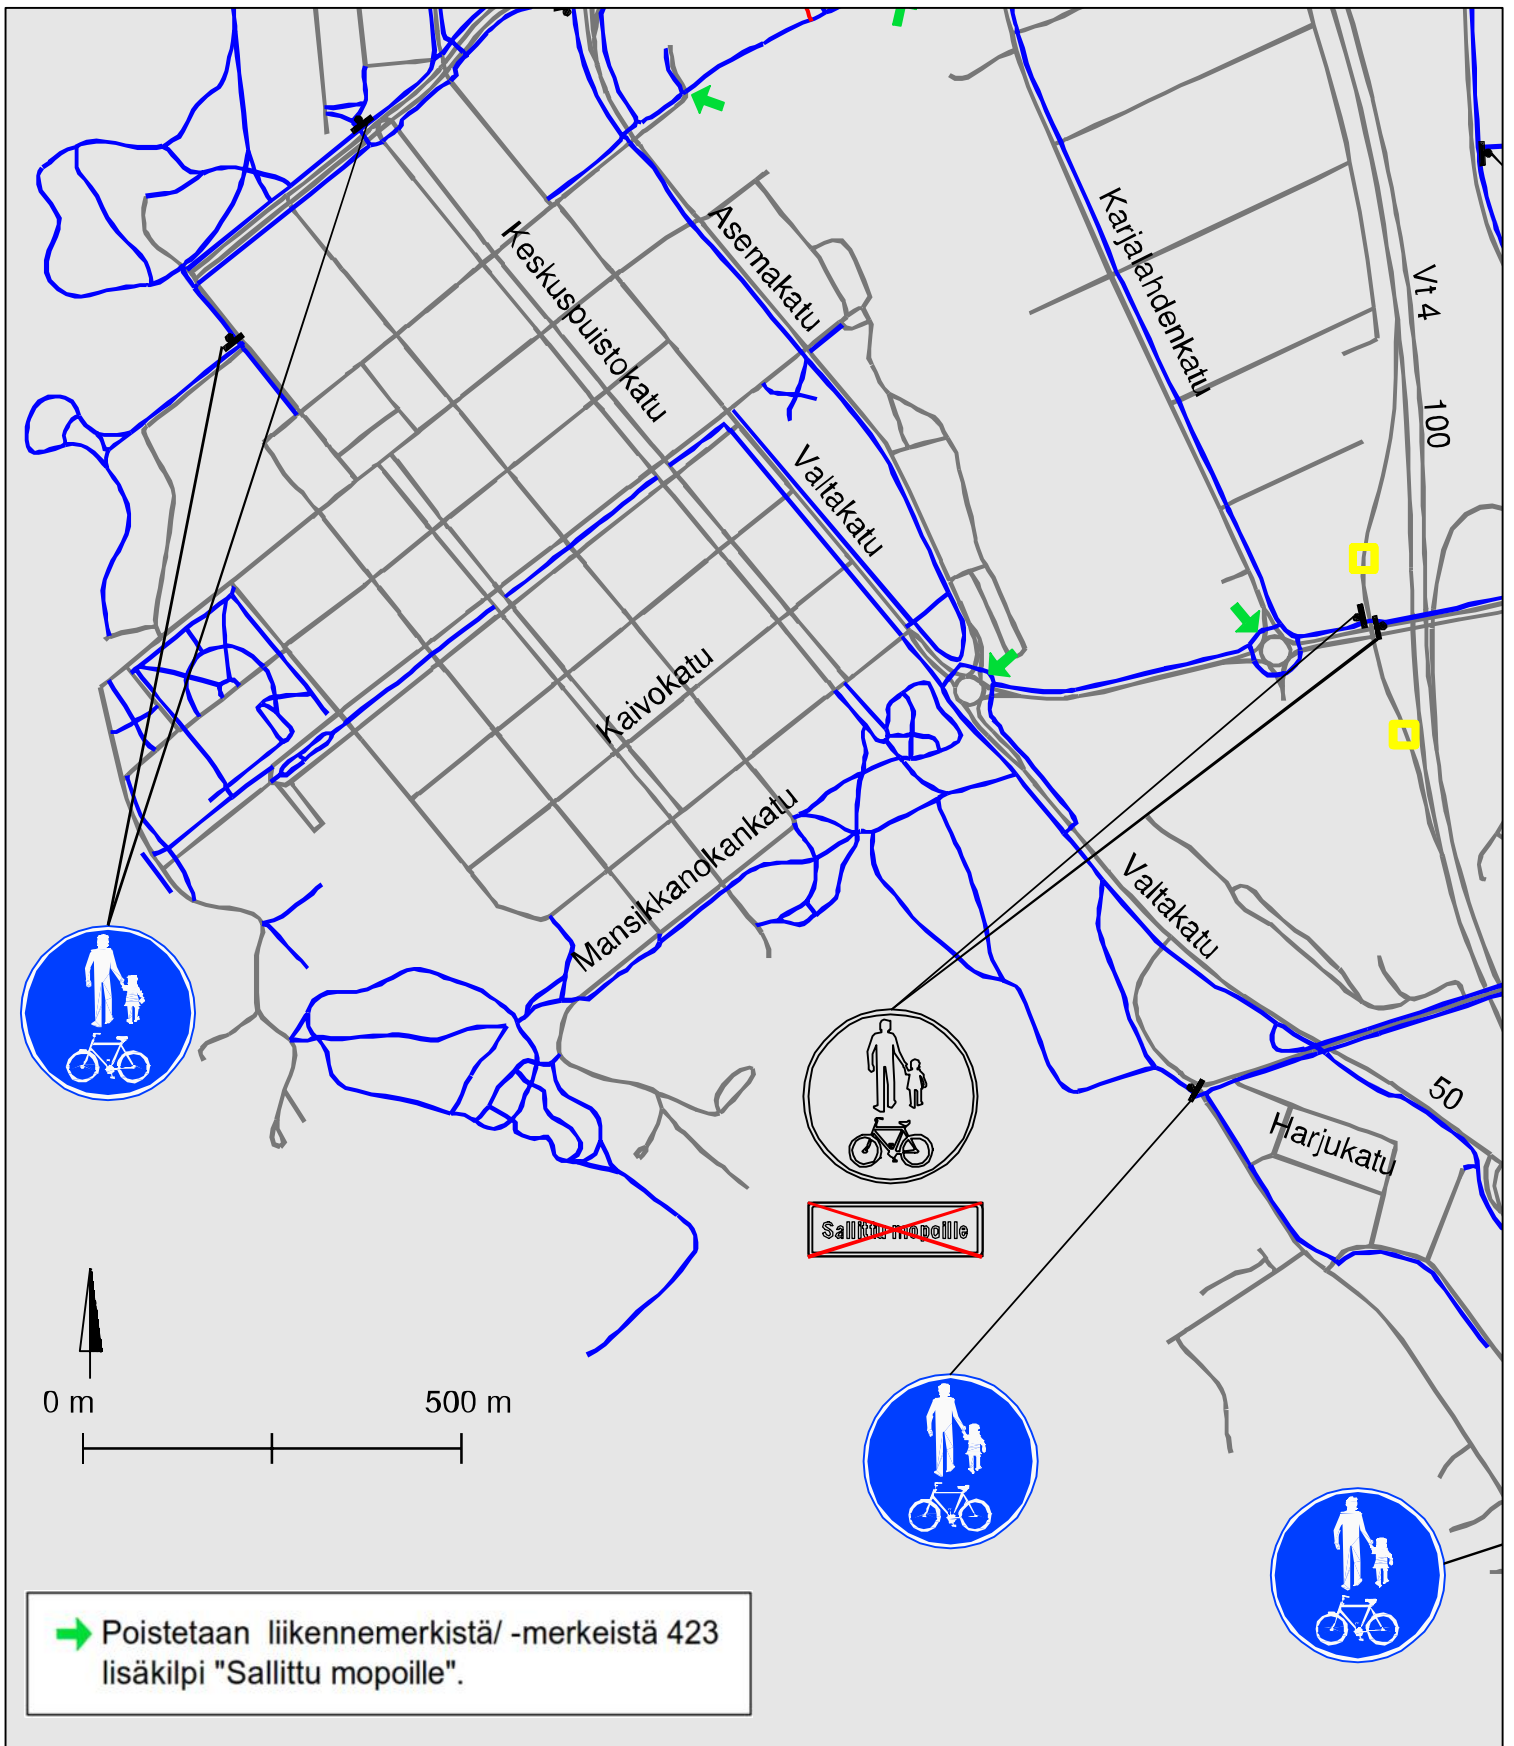 Keskuspuistokatu
Asemakatu
Karjalahdenkatu
Vt 4
100
Valtakatu
Kaivokatu
Mansikkanokankatu
Valtakatu
50
Harjukatu
Sallittu mopoille
0 m 500 m
Poistetaan liikennemerkistä/ -merkeistä 423
lisäkilpi "Sallittu mopoille".